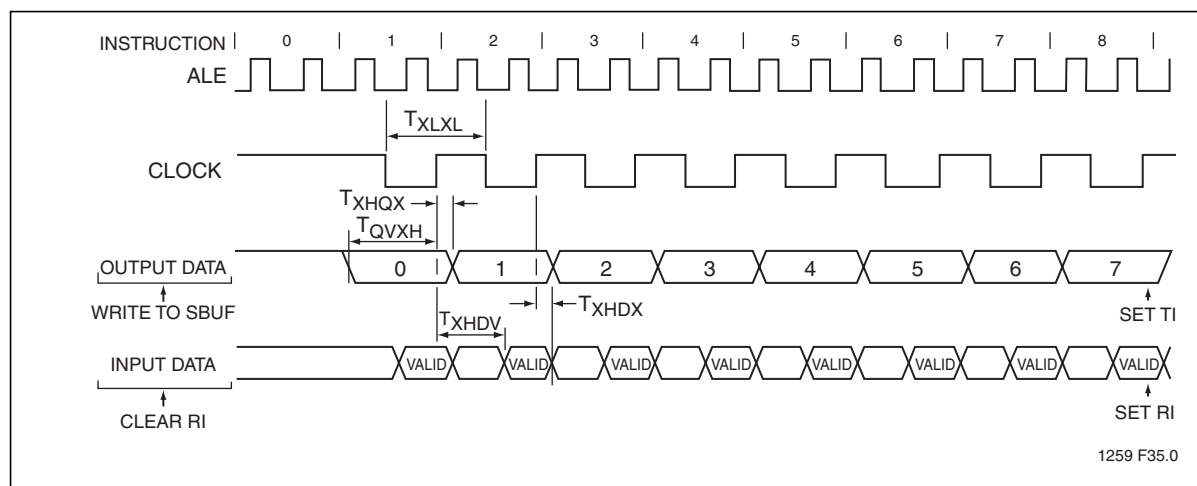 INSTRUCTION 0 1 2 3 4 5 6 7 8
ALE
TXLXL
CLOCK
TXHQX
TQVXH
OUTPUT DATA 0 1 2 3 4 5 6 7
WRITE TO SBUF
TXHDX
SET TI
TXHDV
INPUT DATA VALID VALID VALID VALID VALID VALID VALID VALID
CLEAR RI
SET RI
1259 F35.0